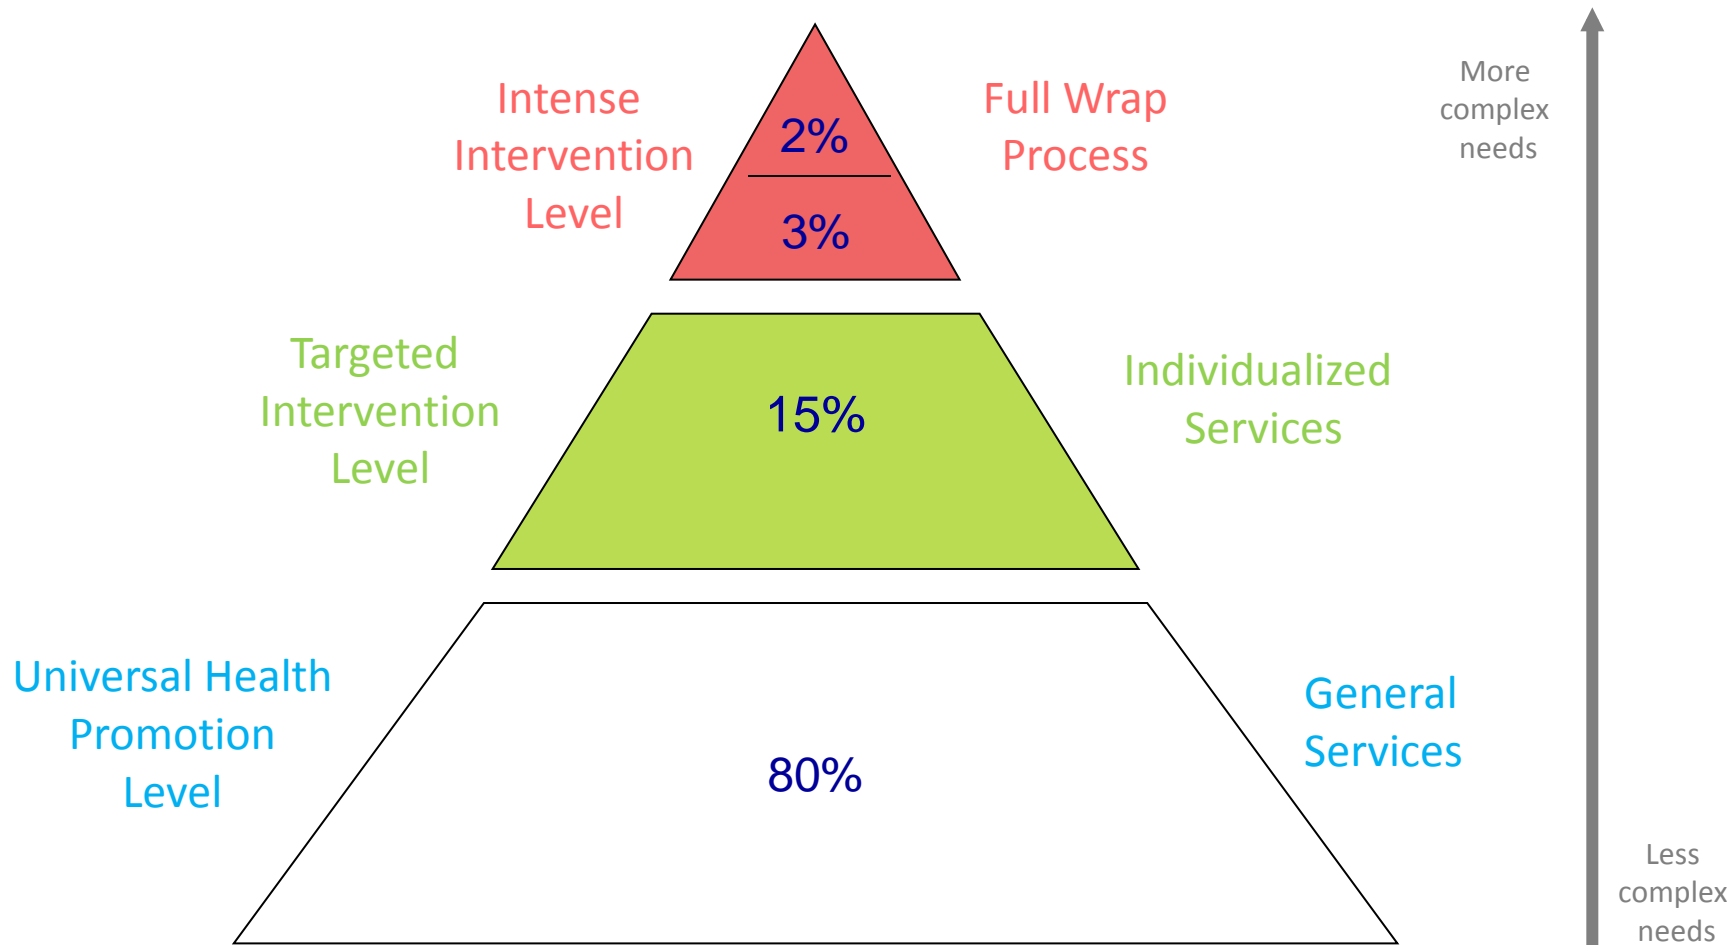 Intense
Intervention
Level
2%
3%
Full Wrap
Process
More
complex
needs
Targeted
Intervention
Level
15%
Individualized
Services
Universal Health
Promotion
Level
80%
General
Services
Less
complex
needs